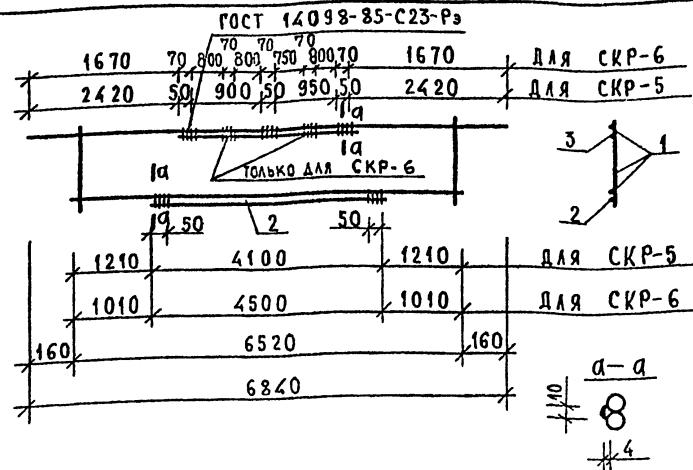 ГОСТ 14098-85-С23-Рэ
1670 70 800 70 800 70 750 70 800 70 1670 ДЛЯ СКР-6
2420 50 900 50 950 50 2420 ДЛЯ СКР-5
1а
1а
ТОЛЬКО ДЛЯ СКР-6
1а
1а
3 1
2
50 2 50
1210 4100 1210 ДЛЯ СКР-5
1010 4500 1010 ДЛЯ СКР-6
160 6520 160
6840
а-а
10
4